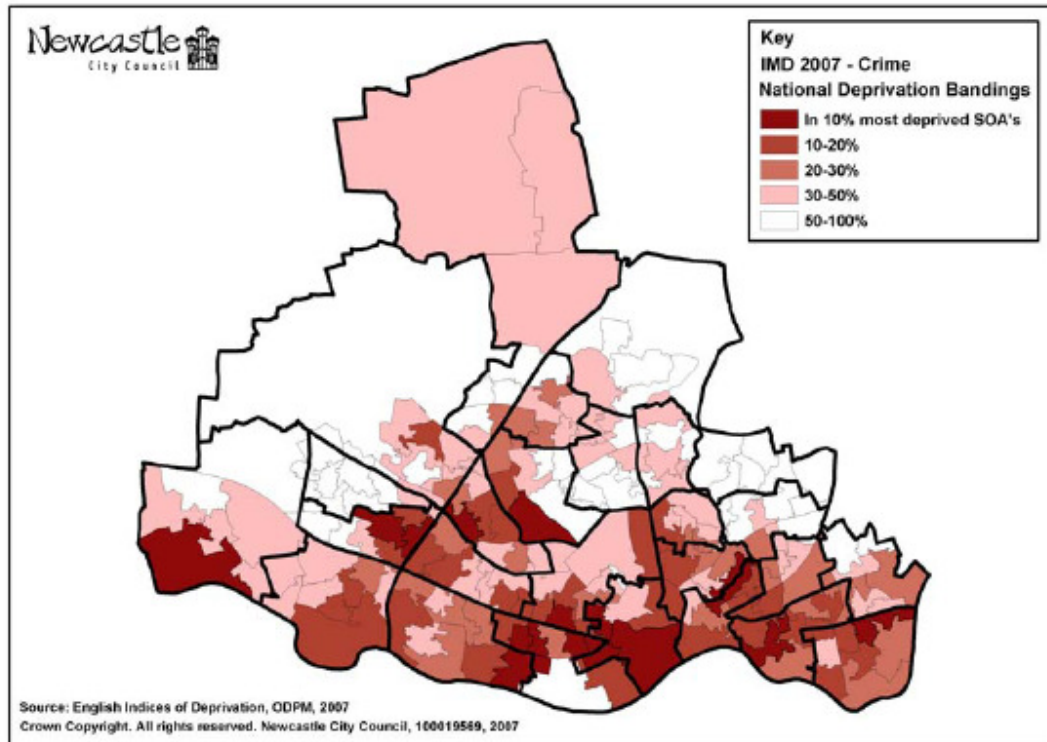 Newcastle
City Council
Key
IMD 2007 - Crime
National Deprivation Bandings
In 10% most deprived SOA's
10-20%
20-30%
30-50%
50-100%
Source: English Indices of Deprivation, ODPM, 2007
Crown Copyright. All rights reserved. Newcastle City Council, 100019569, 2007